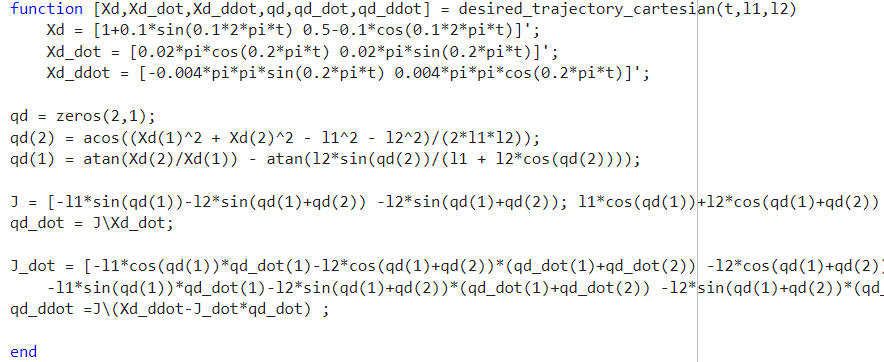 function [Xd,Xd_dot,Xd_ddot,qd,qd_dot,qd_ddot] = desired_trajectory_cartesian(t,l1,l2)
Xd = [1+0.1*sin(0.1*2*pi*t) 0.5-0.1*cos(0.1*2*pi*t)]';
Xd_dot = [0.02*pi*cos(0.2*pi*t) 0.02*pi*sin(0.2*pi*t)]';
Xd_ddot = [-0.004*pi*pi*sin(0.2*pi*t) 0.004*pi*pi*cos(0.2*pi*t)]';
qd = zeros(2,1);
qd(2) = acos((Xd(1)^2 + Xd(2)^2 - l1^2 - l2^2)/(2*l1*l2));
qd(1) = atan(Xd(2)/Xd(1)) - atan(l2*sin(qd(2))/(l1 + l2*cos(qd(2))));
J = [-l1*sin(qd(1))-l2*sin(qd(1)+qd(2)) -l2*sin(qd(1)+qd(2)); l1*cos(qd(1))+l2*cos(qd(1)+qd(2))
qd_dot = J\Xd_dot;
J_dot = [-l1*cos(qd(1))*qd_dot(1)-l2*cos(qd(1)+qd(2))*(qd_dot(1)+qd_dot(2)) -l2*cos(qd(1)+qd(2))
-l1*sin(qd(1))*qd_dot(1)-l2*sin(qd(1)+qd(2))*(qd_dot(1)+qd_dot(2)) -l2*sin(qd(1)+qd(2))*(qd_
qd_ddot =J\(Xd_ddot-J_dot*qd_dot) ;
end